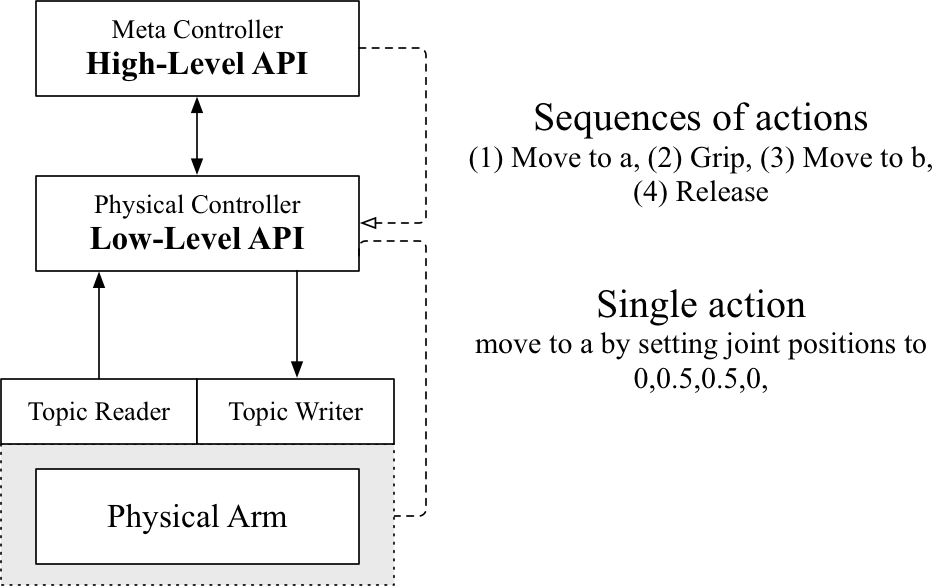 Meta Controller
High-Level API
Sequences of actions
(1) Move to a, (2) Grip, (3) Move to b,
(4) Release
Physical Controller
Low-Level API
Single action
move to a by setting joint positions to
0,0.5,0.5,0,
Topic Reader
Topic Writer
Physical Arm